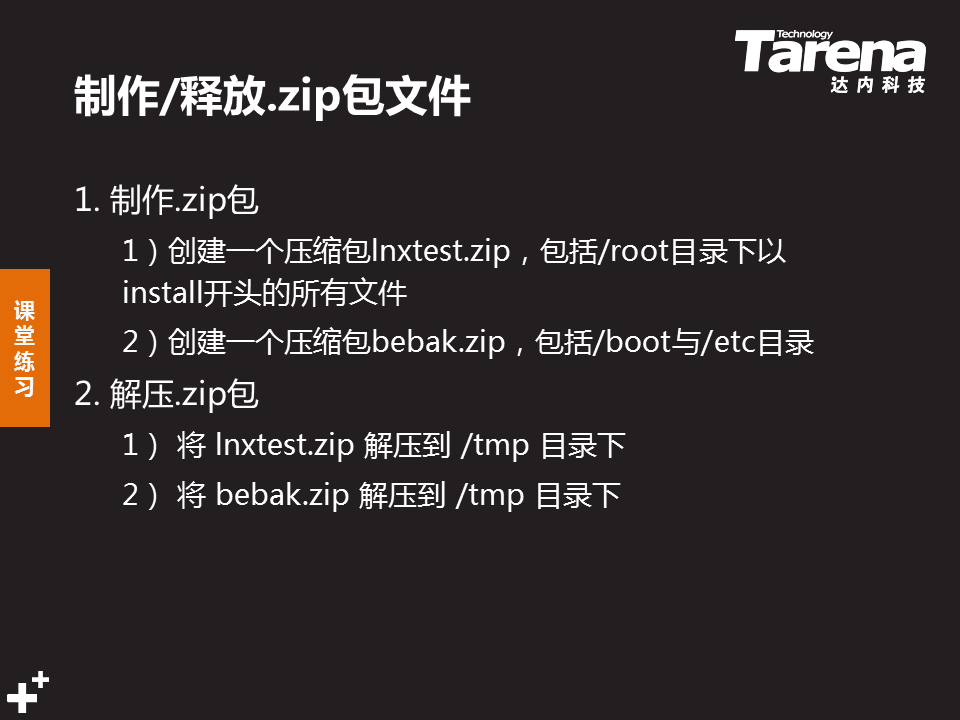 Technology
Tarena
达内科技
制作/释放.zip包文件
1. 制作.zip包
1）创建一个压缩包lnxtest.zip，包括/root目录下以
install开头的所有文件
2）创建一个压缩包bebak.zip，包括/boot与/etc目录
2. 解压.zip包
1） 将 lnxtest.zip 解压到 /tmp 目录下
2） 将 bebak.zip 解压到 /tmp 目录下
课
堂
练
习